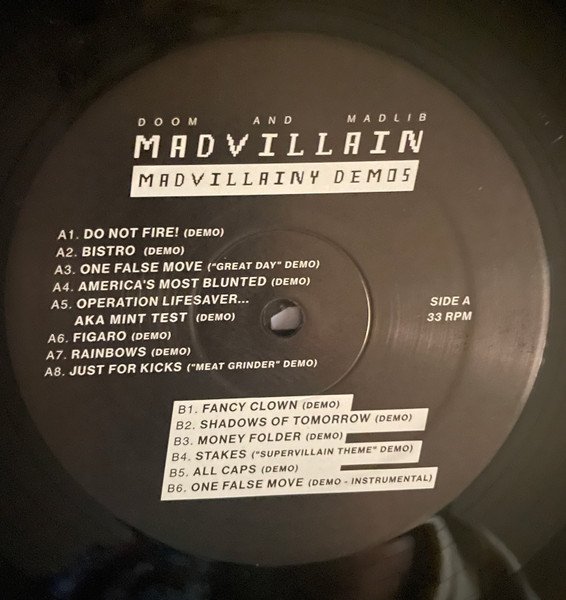 DOOM AND MADLIB
MADVILLAIN
MADVILLAINY DEMOS
A1. DO NOT FIRE! (DEMO)
A2. BISTRO (DEMO)
A3. ONE FALSE MOVE ("GREAT DAY" DEMO)
A4. AMERICA'S MOST BLUNTED (DEMO)
A5. OPERATION LIFESAVER...
AKA MINT TEST (DEMO)
A6. FIGARO (DEMO)
A7. RAINBOWS (DEMO)
A8. JUST FOR KICKS ("MEAT GRINDER" DEMO)
SIDE A
33 RPM
B1. FANCY CLOWN (DEMO)
B2. SHADOWS OF TOMORROW (DEMO)
B3. MONEY FOLDER (DEMO)
B4. STAKES ("SUPERVILLAIN THEME" DEMO)
B5. ALL CAPS (DEMO)
B6. ONE FALSE MOVE (DEMO - INSTRUMENTAL)